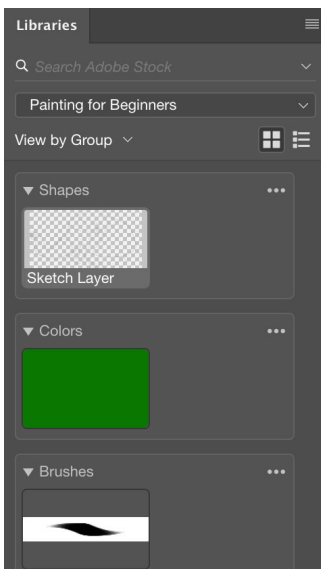 Libraries
Search Adobe Stock
Painting for Beginners
View by Group
Shapes
Sketch Layer
Colors
Brushes